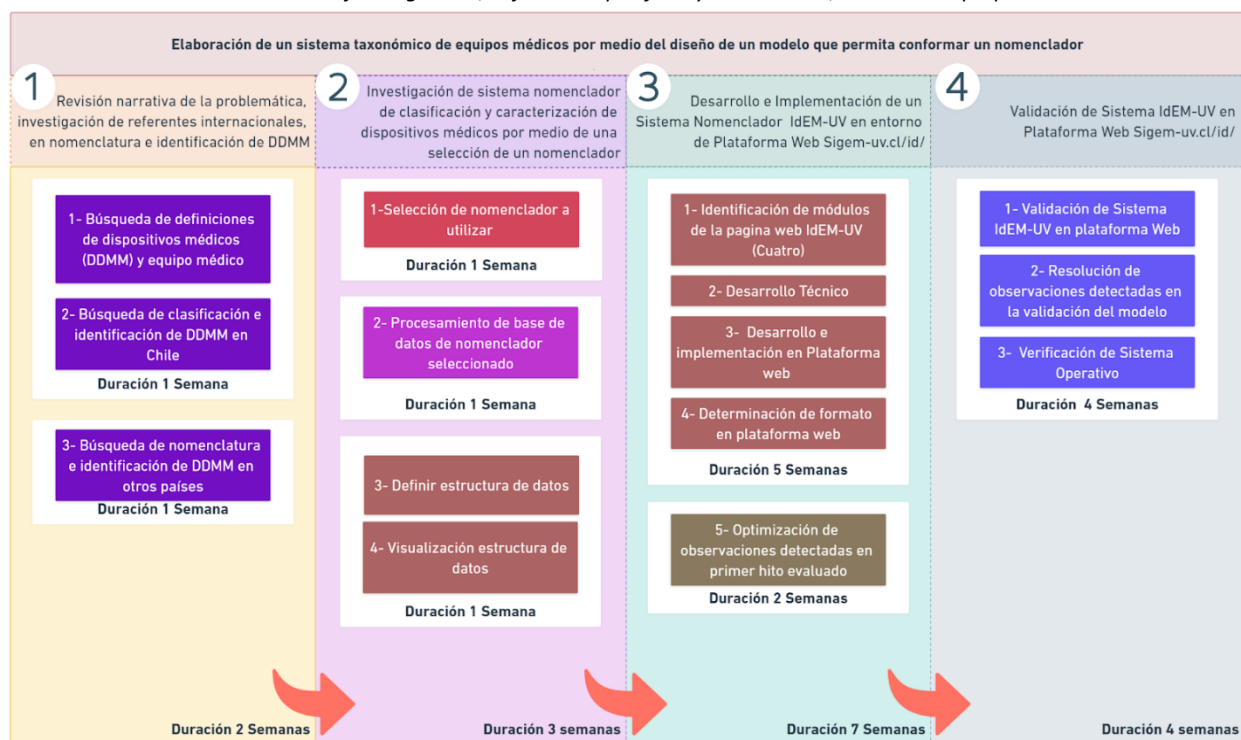 Elaboración de un sistema taxonómico de equipos médicos por medio del diseño de un modelo que permita conformar un nomenclador
1
Revisión narrativa de la problemática,
investigación de referentes internacionales,
en nomenclatura e identificación de DDMM
1- Búsqueda de definiciones
de dispositivos médicos
(DDMM) y equipo médico
2- Búsqueda de clasificación e
identificación de DDMM en
Chile
Duración 1 Semana
3- Búsqueda de nomenclatura
e identificación de DDMM en
otros países
Duración 1 Semana
Duración 2 Semanas
2
Investigación de sistema nomenclador
de clasificación y caracterización de
dispositivos médicos por medio de una
selección de un nomenclador
1-Selección de nomenclador a
utilizar
Duración 1 Semana
2- Procesamiento de base de
datos de nomenclador
seleccionado
Duración 1 Semana
3- Definir estructura de datos
4- Visualización estructura de
datos
Duración 1 Semana
Duración 3 semanas
3
Desarrollo e Implementación de un
Sistema Nomenclador IdEM-UV en entorno
de Plataforma Web Sigem-uv.cl/id/
1- Identificación de módulos
de la pagina web IdEM-UV
(Cuatro)
2- Desarrollo Técnico
3- Desarrollo e
implementación en Plataforma
web
4- Determinación de formato
en plataforma web
Duración 5 Semanas
5- Optimización de
observaciones detectadas en
primer hito evaluado
Duración 2 Semanas
Duración 7 Semanas
4
Validación de Sistema IdEM-UV en
Plataforma Web Sigem-uv.cl/id/
1- Validación de Sistema
IdEM-UV en plataforma Web
2- Resolución de
observaciones detectadas en
la validación del modelo
3- Verificación de Sistema
Operativo
Duración 4 Semanas
Duración 4 semanas